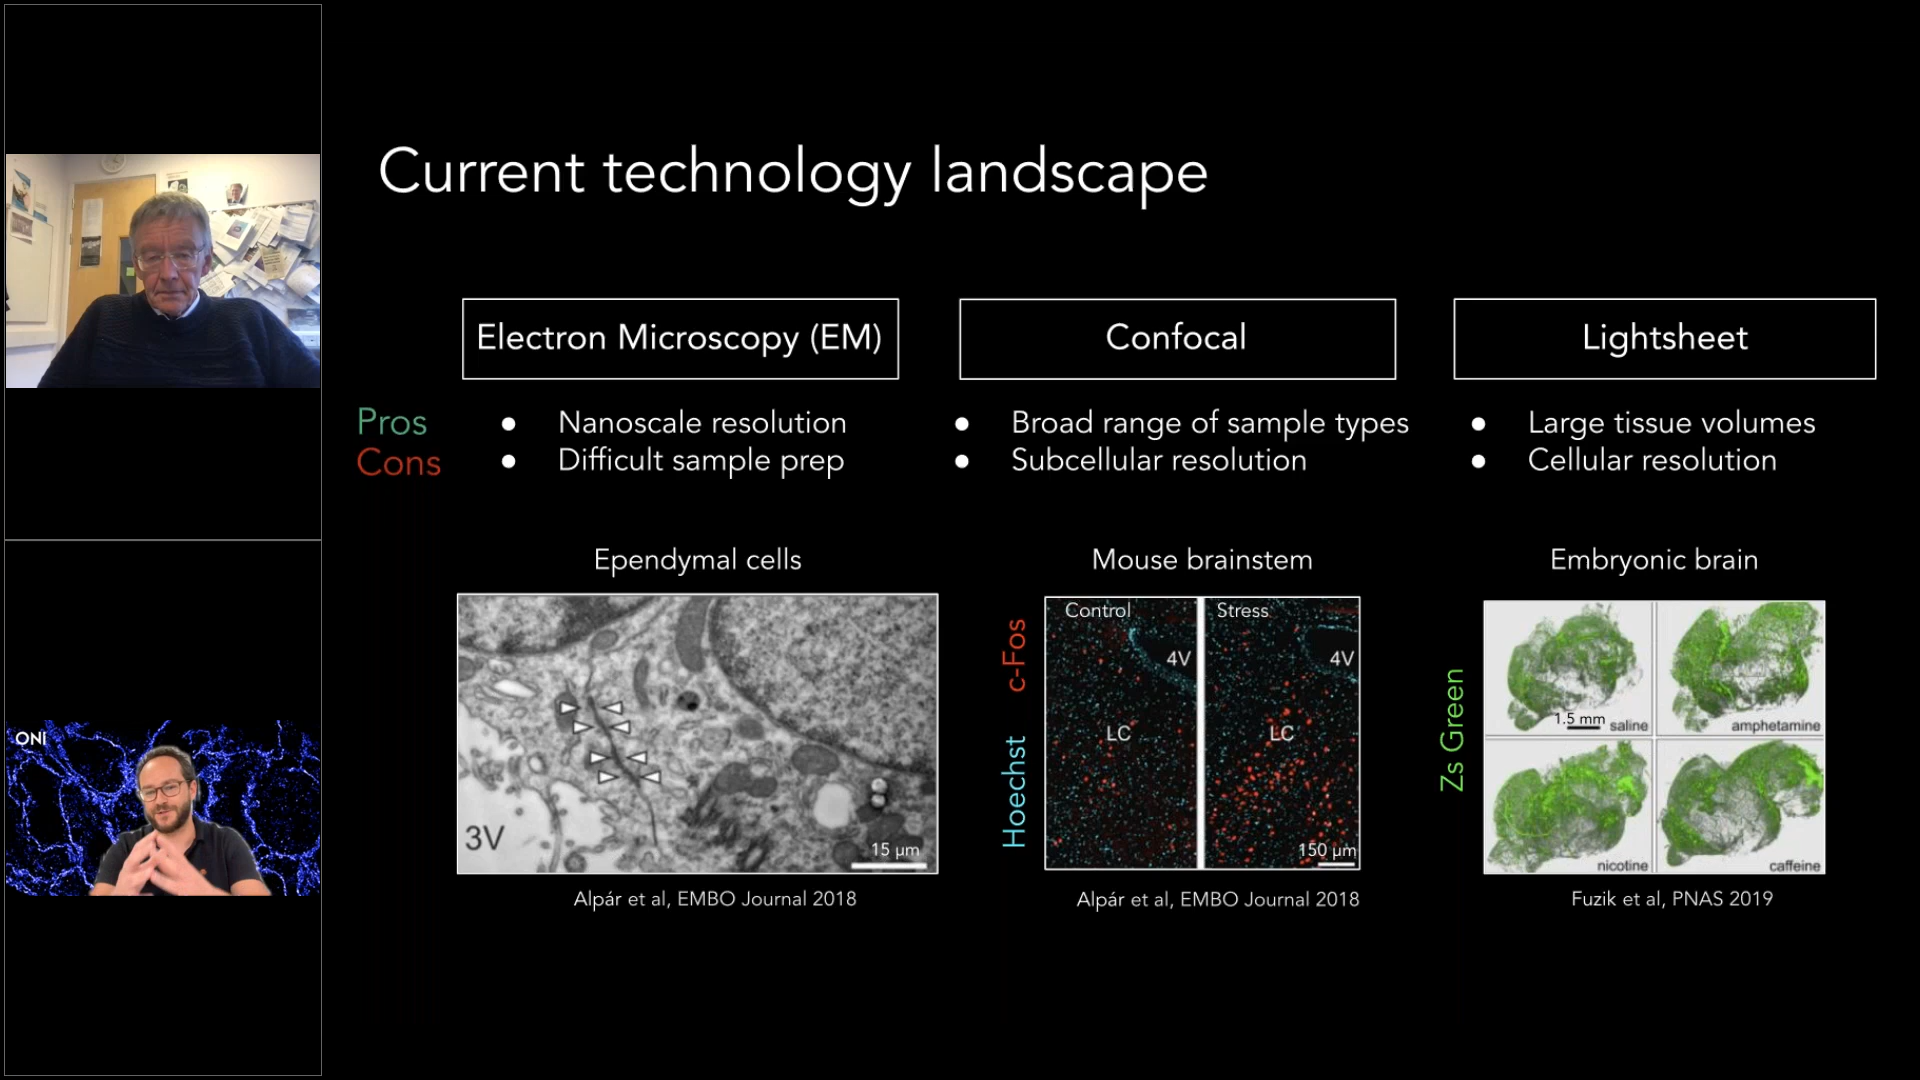 Current technology landscape
Electron Microscopy (EM)
Confocal
Lightsheet
Pros
Cons
Nanoscale resolution
Difficult sample prep
Broad range of sample types
Subcellular resolution
Large tissue volumes
Cellular resolution
Ependymal cells
Mouse brainstem
Embryonic brain
3V
15 µm
Hoechst c-Fos
Control
Stress
4V
4V
LC
LC
150 µm
Zs Green
1.5 mm
saline
amphetamine
nicotine
caffeine
Alpár et al, EMBO Journal 2018
Alpár et al, EMBO Journal 2018
Fuzik et al, PNAS 2019
ONI